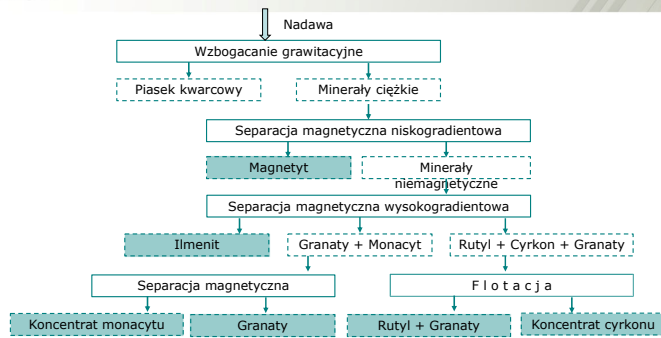 Nadawa
Wzbogacanie grawitacyjne
Piasek kwarcowy
Minerały ciężkie
Separacja magnetyczna niskogradientowa
Magnetyt
Minerały
niemagnetyczne
Separacja magnetyczna wysokogradientowa
Ilmenit
Granaty + Monacyt
Rutyl + Cyrkon + Granaty
Separacja magnetyczna
F l o t a c j a
Koncentrat monacytu
Granaty
Rutyl + Granaty
Koncentrat cyrkonu